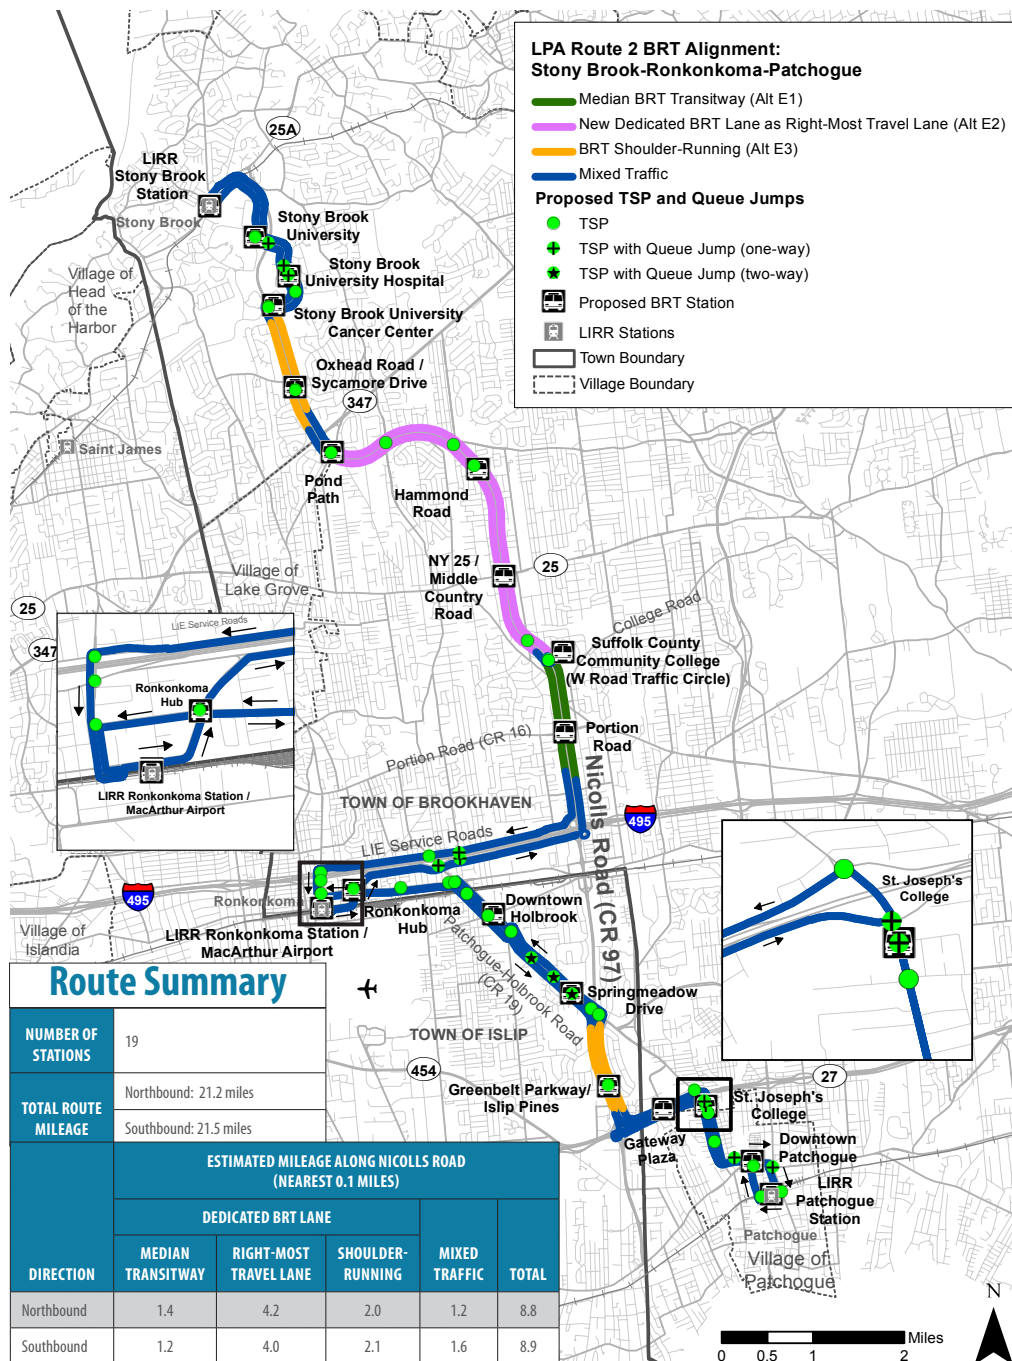 LPA Route 2 BRT Alignment:
Stony Brook-Ronkonkoma-Patchogue
Median BRT Transitway (Alt E1)
New Dedicated BRT Lane as Right-Most Travel Lane (Alt E2)
BRT Shoulder-Running (Alt E3)
Mixed Traffic
Proposed TSP and Queue Jumps
TSP
TSP with Queue Jump (one-way)
TSP with Queue Jump (two-way)
Proposed BRT Station
LIRR Stations
Town Boundary
Village Boundary
25A
LIRR
Stony Brook
Station
Stony Brook
Stony Brook
University
Stony Brook
University Hospital
Village of
Head
of the
Harbor
Stony Brook University
Cancer Center
Oxhead Road /
Sycamore Drive
347
Saint James
Pond
Path
Hammond
Road
NY 25 /
Middle
Country
Road
25
Village of
Lake Grove
25
347
College Road
Suffolk County
Community College
(W Road Traffic Circle)
LIE Service Roads
Ronkonkoma
Hub
LIRR Ronkonkoma Station /
MacArthur Airport
Portion Road (CR 16)
Portion
Road
TOWN OF BROOKHAVEN
Nicolls Road (CR 97)
495
LIE Service Roads
495
Ronkonkoma
Ronkonkoma
Hub
LIRR Ronkonkoma Station /
MacArthur Airport
Village of
Islandia
Downtown
Holbrook
Patchogue-Holbrook Road
(CR 19)
Springmeadow
Drive
TOWN OF ISLIP
454
Greenbelt Parkway/
Islip Pines
St. Joseph's
College
27
Gateway
Plaza
St. Joseph's
College
Downtown
Patchogue
LIRR
Patchogue
Station
Patchogue
Village of
Patchogue
Route Summary
NUMBER OF STATIONS 19
TOTAL ROUTE MILEAGE Northbound: 21.2 miles
Southbound: 21.5 miles
ESTIMATED MILEAGE ALONG NICOLLS ROAD
(NEAREST 0.1 MILES)
DEDICATED BRT LANE
DIRECTION MEDIAN TRANSITWAY RIGHT-MOST TRAVEL LANE SHOULDER-RUNNING MIXED TRAFFIC TOTAL
Northbound 1.4 4.2 2.0 1.2 8.8
Southbound 1.2 4.0 2.1 1.6 8.9
N
Miles
0 0.5 1 2